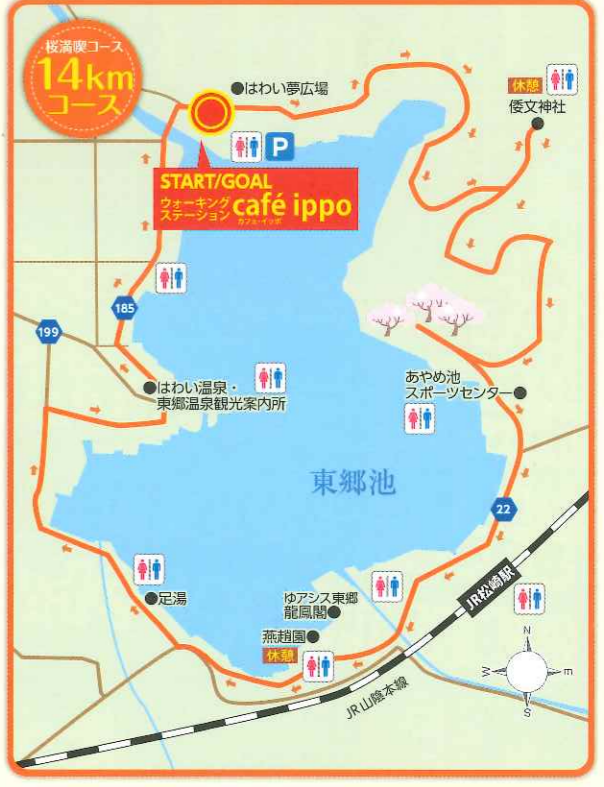 桜満喫コース
14km
コース
はわい夢広場
休憩
倭文神社
P
START/GOAL
ウォーキング
ステーション
café ippo
カフェ・イッポ
185
199
はわい温泉・
東郷温泉観光案内所
あやめ池
スポーツセンター
東郷池
22
足湯
ゆアシス東郷
龍鳳閣
燕趙園
休憩
JR松崎駅
JR山陰本線
N
W
E
S